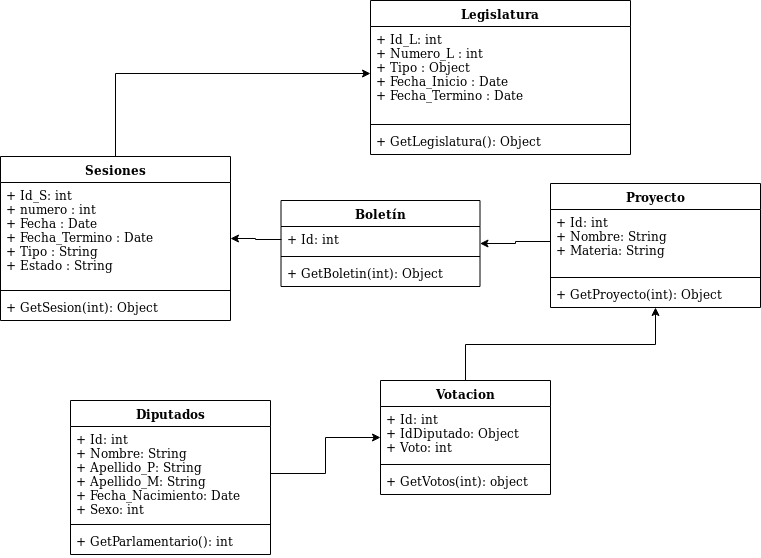 Legislatura
+ Id_L: int
+ Numero_L : int
+ Tipo : Object
+ Fecha_Inicio : Date
+ Fecha_Termino : Date
+ GetLegislatura(): Object
Sesiones
+ Id_S: int
+ numero : int
+ Fecha : Date
+ Fecha_Termino : Date
+ Tipo : String
+ Estado : String
+ GetSesion(int): Object
Boletín
+ Id: int
+ GetBoletin(int): Object
Proyecto
+ Id: int
+ Nombre: String
+ Materia: String
+ GetProyecto(int): Object
Votacion
+ Id: int
+ IdDiputado: Object
+ Voto: int
+ GetVotos(int): object
Diputados
+ Id: int
+ Nombre: String
+ Apellido_P: String
+ Apellido_M: String
+ Fecha_Nacimiento: Date
+ Sexo: int
+ GetParlamentario(): int